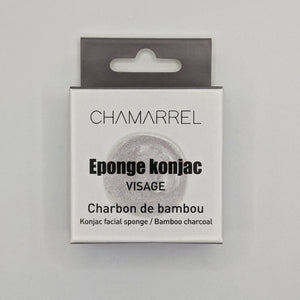 CHAMARREL
Eponge konjac
VISAGE
Charbon de bambou
Konjac facial sponge / Bamboo charcoal